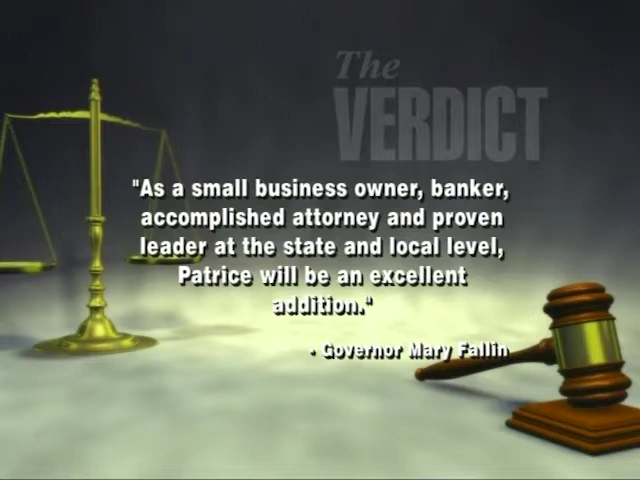 The
VERDICT
"As a small business owner, banker,
accomplished attorney and proven
leader at the state and local level,
Patrice will be an excellent
addition."
- Governor Mary Fallin